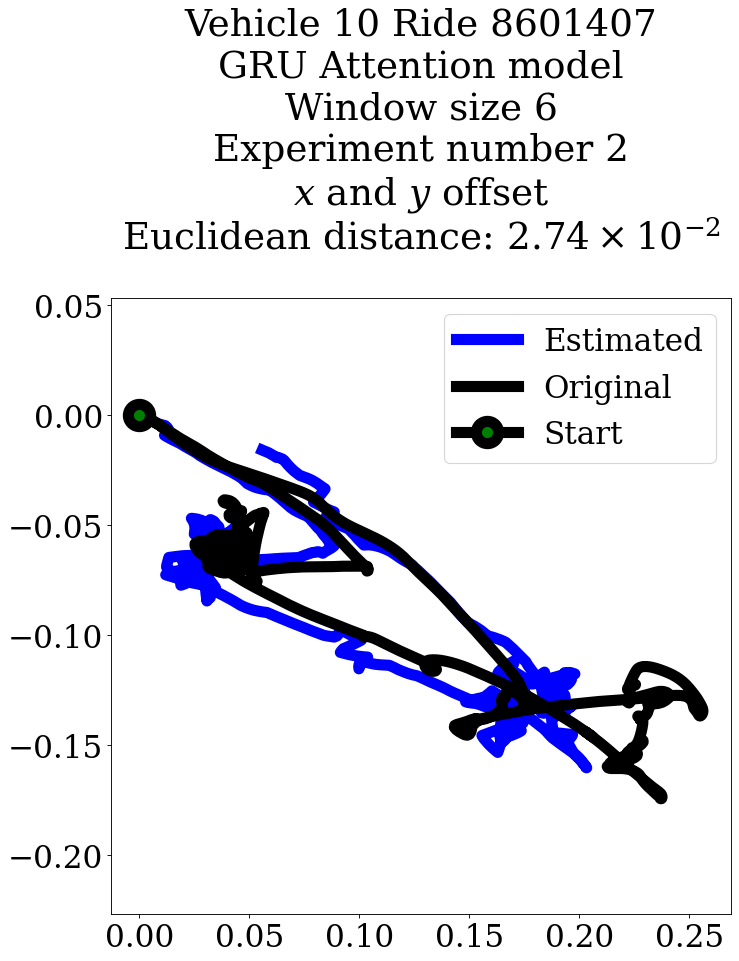 Vehicle 10 Ride 8601407
GRU Attention model
Window size 6
Experiment number 2
x and y offset
Euclidean distance: 2.74 × 10⁻²
Estimated
Original
Start
0.05
0.00
−0.05
−0.10
−0.15
−0.20
0.00 0.05 0.10 0.15 0.20 0.25